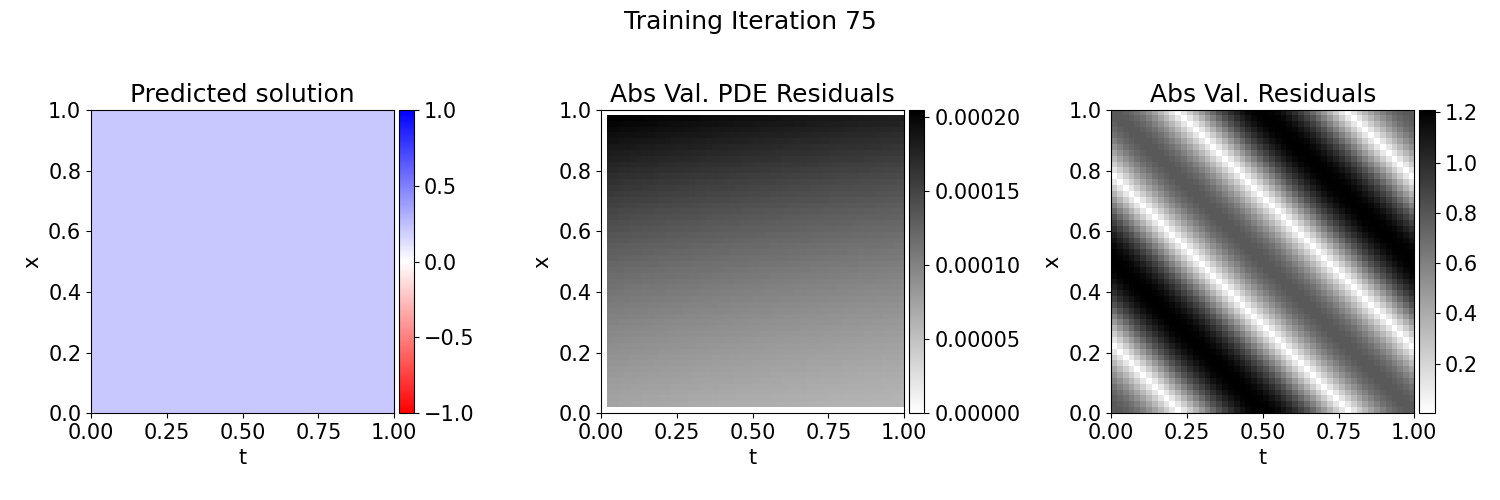 Training Iteration 75
Predicted solution
1.0
0.8
0.6
0.4
0.2
0.0
x
0.00 0.25 0.50 0.75 1.00
t
1.0
0.5
0.0
−0.5
−1.0
Abs Val. PDE Residuals
1.0
0.8
0.6
0.4
0.2
0.0
x
0.00 0.25 0.50 0.75 1.00
t
0.00020
0.00015
0.00010
0.00005
0.00000
Abs Val. Residuals
1.0
0.8
0.6
0.4
0.2
0.0
x
0.00 0.25 0.50 0.75 1.00
t
1.2
1.0
0.8
0.6
0.4
0.2